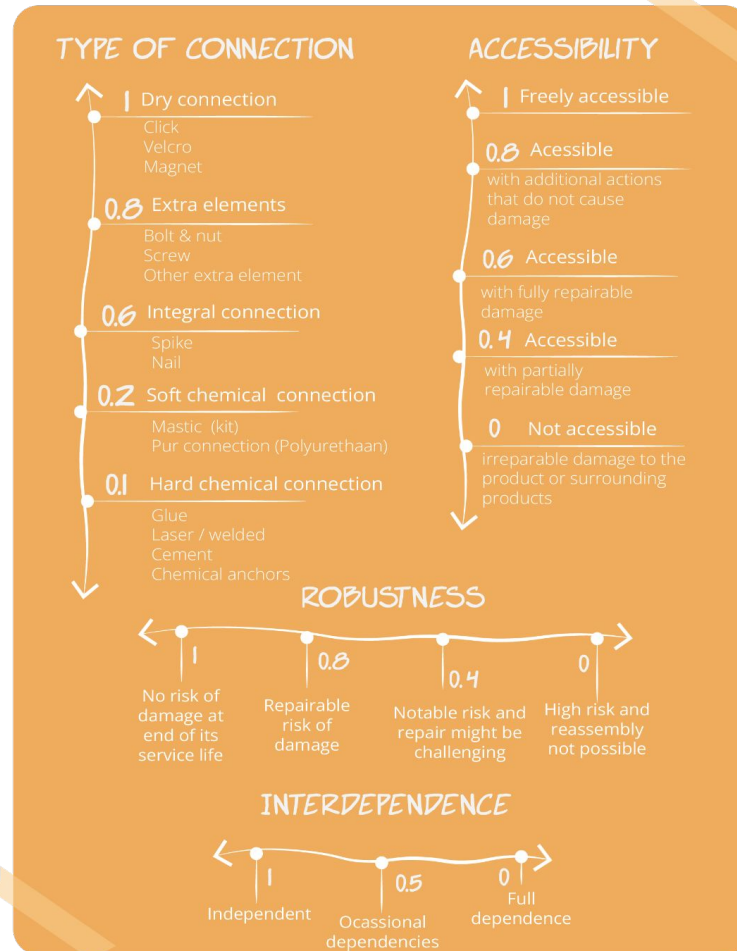 TYPE OF CONNECTION
1 Dry connection
Click
Velcro
Magnet
0.8 Extra elements
Bolt & nut
Screw
Other extra element
0.6 Integral connection
Spike
Nail
0.2 Soft chemical connection
Mastic (kit)
Pur connection (Polyurethaan)
0.1 Hard chemical connection
Glue
Laser / welded
Cement
Chemical anchors
ACCESSIBILITY
1 Freely accessible
0.8 Acessible
with additional actions
that do not cause
damage
0.6 Accessible
with fully repairable
damage
0.4 Accessible
with partially
repairable damage
0 Not accessible
irreparable damage to the
product or surrounding
products
ROBUSTNESS
1
No risk of
damage at
end of its
service life
0.8
Repairable
risk of
damage
0.4
Notable risk and
repair might be
challenging
0
High risk and
reassembly
not possible
INTERDEPENDENCE
1
Independent
0.5
Ocassional
dependencies
0
Full
dependence